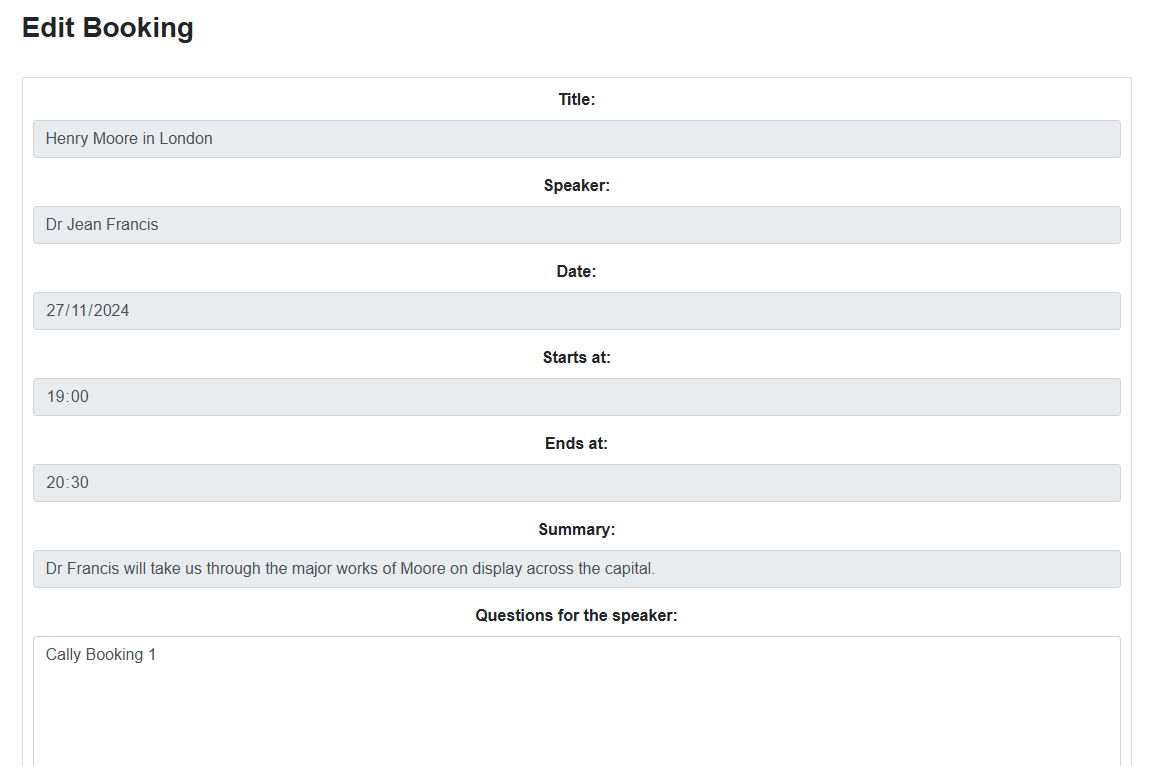 Edit Booking
Title:
Henry Moore in London
Speaker:
Dr Jean Francis
Date:
27/11/2024
Starts at:
19:00
Ends at:
20:30
Summary:
Dr Francis will take us through the major works of Moore on display across the capital.
Questions for the speaker:
Cally Booking 1